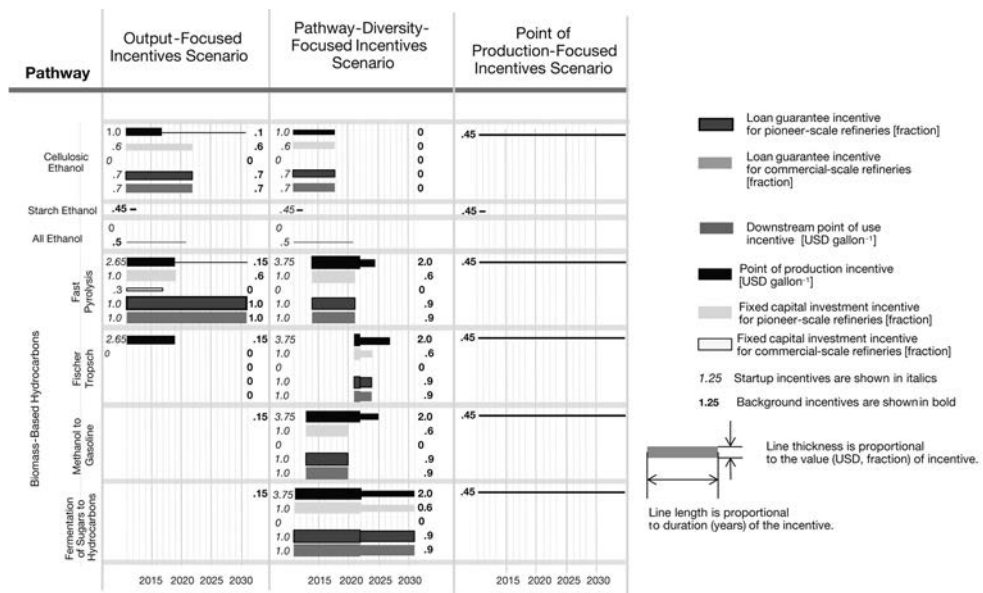 Pathway
Output-Focused
Incentives Scenario
Pathway-Diversity-
Focused Incentives
Scenario
Point of
Production-Focused
Incentives Scenario
Biomass-Based Hydrocarbons
Cellulosic
Ethanol
1.0 .1 1.0 0 .45
.6 .6 .6 0
0 0 0 0
.7 .7 .7 0
.7 .7 .7 0
Starch Ethanol .45 .45 .45
All Ethanol
0 0
.5 .5
Fast
Pyrolysis
2.65 .15 3.75 2.0 .45
1.0 .6 1.0 .6
.3 0 0 0
1.0 1.0 1.0 .9
1.0 1.0 1.0 .9
Fischer
Tropsch
2.65 .15 3.75 2.0 .45
0 0 1.0 .6
0 0 0
0 1.0 .9
0 1.0 .9
Methanol to
Gasoline
.15 3.75 2.0 .45
1.0 .6
0 0
1.0 .9
1.0 .9
Fermentation
of Sugars to
Hydrocarbons
.15 3.75 2.0 .45
1.0 0.6
0 0
1.0 .9
1.0 .9
2015 2020 2025 2030 2015 2020 2025 2030 2015 2020 2025 2030
Loan guarantee incentive
for pioneer-scale refineries [fraction]
Loan guarantee incentive
for commercial-scale refineries
[fraction]
Downstream point of use
incentive [USD gallon⁻¹]
Point of production incentive
[USD gallon⁻¹]
Fixed capital investment incentive
for pioneer-scale refineries [fraction]
Fixed capital investment incentive
for commercial-scale refineries [fraction]
1.25 Startup incentives are shown in italics
1.25 Background incentives are shown in bold
Line thickness is proportional
to the value (USD, fraction) of incentive.
Line length is proportional
to duration (years) of the incentive.